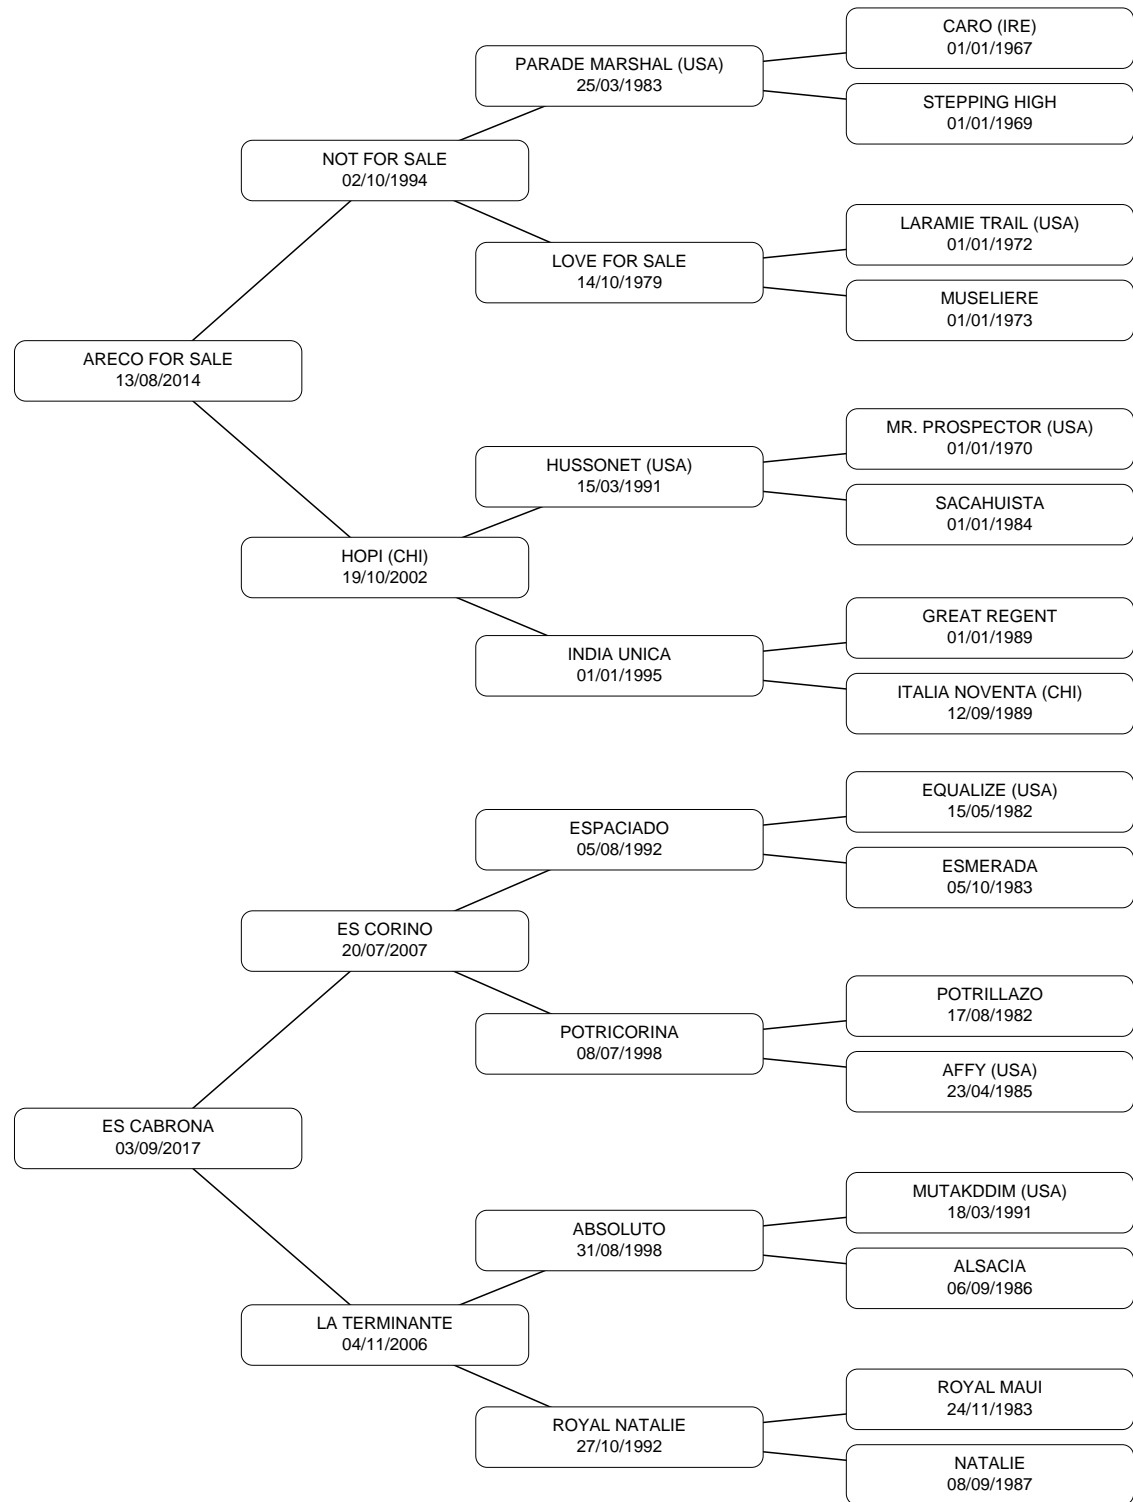 CARO (IRE)
01/01/1967
PARADE MARSHAL (USA)
25/03/1983
STEPPING HIGH
01/01/1969
NOT FOR SALE
02/10/1994
LARAMIE TRAIL (USA)
01/01/1972
LOVE FOR SALE
14/10/1979
MUSELIERE
01/01/1973
ARECO FOR SALE
13/08/2014
MR. PROSPECTOR (USA)
01/01/1970
HUSSONET (USA)
15/03/1991
SACAHUISTA
01/01/1984
HOPI (CHI)
19/10/2002
GREAT REGENT
01/01/1989
INDIA UNICA
01/01/1995
ITALIA NOVENTA (CHI)
12/09/1989
EQUALIZE (USA)
15/05/1982
ESPACIADO
05/08/1992
ESMERADA
05/10/1983
ES CORINO
20/07/2007
POTRILLAZO
17/08/1982
POTRICORINA
08/07/1998
AFFY (USA)
23/04/1985
ES CABRONA
03/09/2017
MUTAKDDIM (USA)
18/03/1991
ABSOLUTO
31/08/1998
ALSACIA
06/09/1986
LA TERMINANTE
04/11/2006
ROYAL MAUI
24/11/1983
ROYAL NATALIE
27/10/1992
NATALIE
08/09/1987